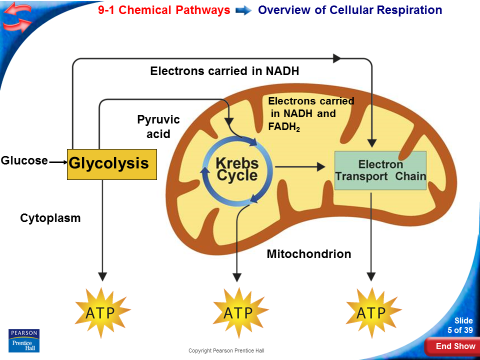 9-1 Chemical Pathways Overview of Cellular Respiration
Electrons carried in NADH
Electrons carried
in NADH and
FADH₂
Pyruvic
acid
Glucose
Glycolysis
Krebs
Cycle
Electron
Transport Chain
Cytoplasm
Mitochondrion
ATP
ATP
ATP
PEARSON
Prentice
Hall
Copyright Pearson Prentice Hall
Slide
5 of 39
End Show